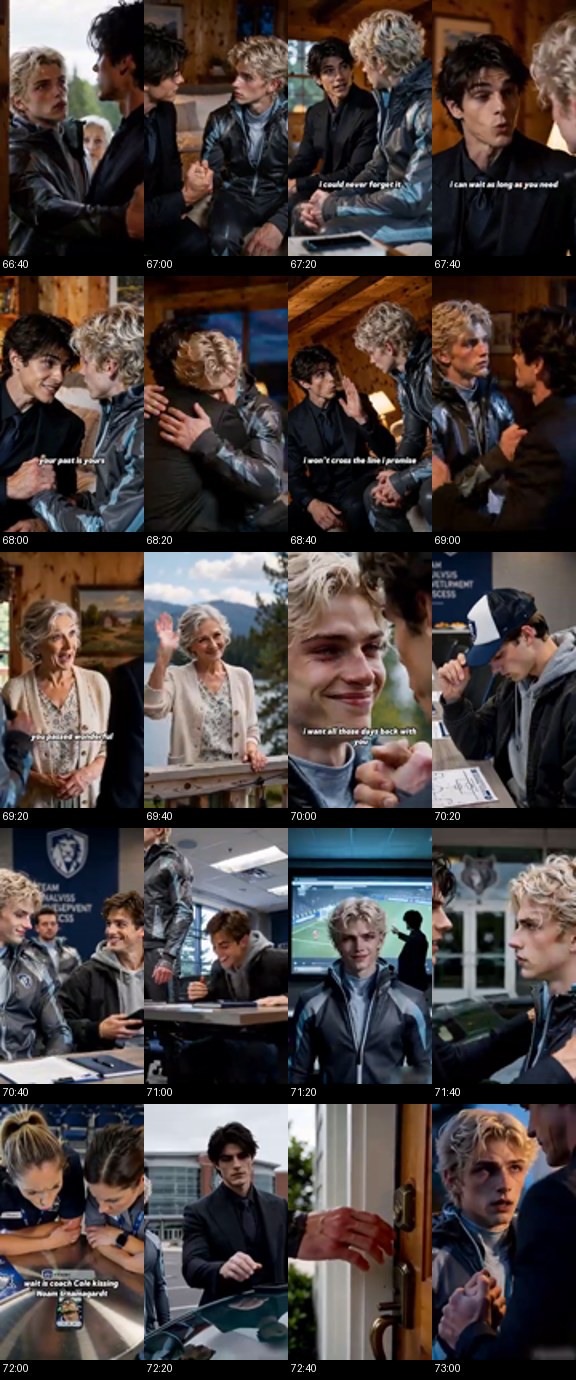 66:40
67:00
i could never forget it
67:20
i can wait as long as you need
67:40
your past is yours
68:00
68:20
i won't cross the line i promise
68:40
69:00
you passed wonderful
69:20
69:40
i want all those days back with
you
70:00
70:20
TEAM
70:40
71:00
71:20
71:40
wait is coach Cole kissing
72:00
72:20
72:40
73:00